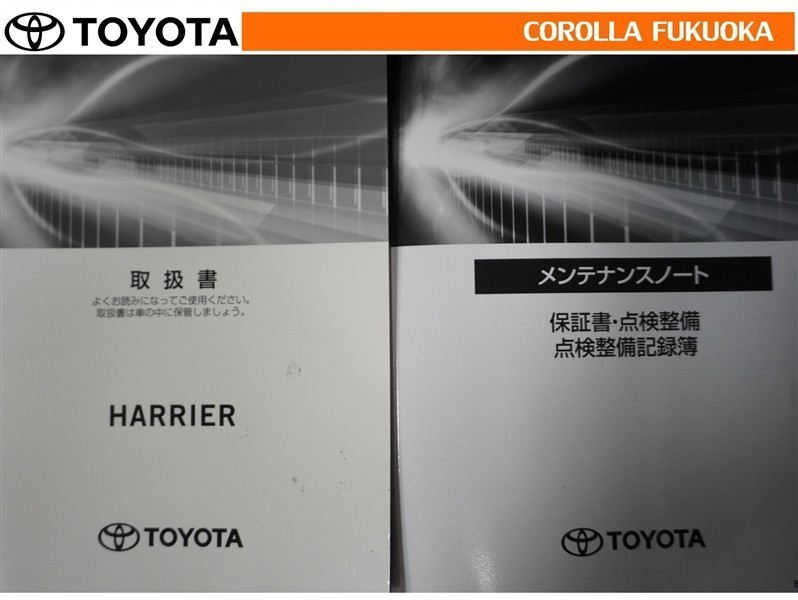 TOYOTA
COROLLA FUKUOKA
取扱書
よくお読みになってご使用ください。
取扱書は車の中に保管しましょう。
HARRIER
TOYOTA
メンテナンスノート
保証書・点検整備
点検整備記録簿
TOYOTA